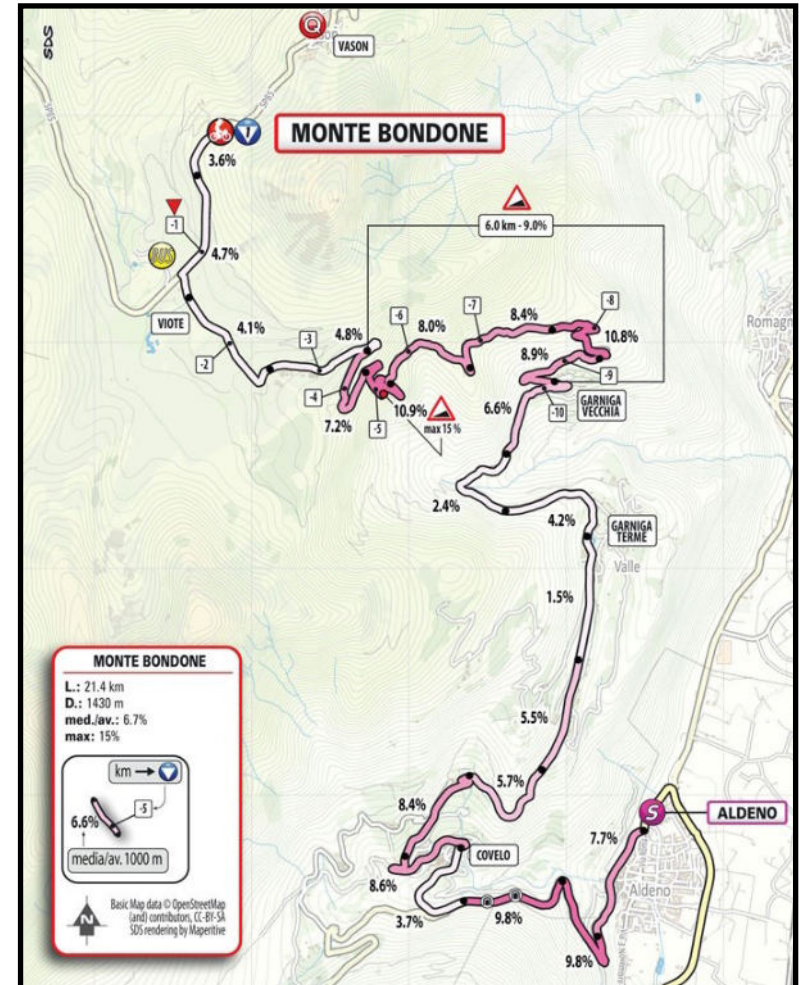 SDS
Q
VASON
SP85
SP85
MONTE BONDONE
3.6%
-1
4.7%
BUS
6.0 km - 9.0%
VIOTE
4.1%
-2
-3
4.8%
-6
8.0%
-7
8.4%
-8
10.8%
Romagn
8.9%
-9
-4
7.2%
-5
10.9%
max 15 %
6.6%
-10
GARNIGA
VECCHIA
2.4%
4.2%
GARNIGA
TERME
Valle
1.5%
5.5%
5.7%
8.4%
COVELO
8.6%
3.7%
9.8%
S
ALDENO
7.7%
Aldeno
9.8%
MONTE BONDONE
L.: 21.4 km
D.: 1430 m
med./av.: 6.7%
max: 15%
km
-5
6.6%
media/av. 1000 m
N
Basic Map data © OpenStreetMap
(and) contributors, CC-BY-SA
SDS rendering by Maperitive